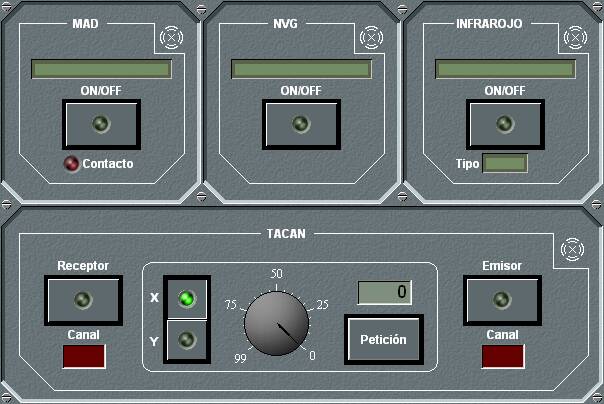 MAD
NVG
INFRAROJO
ON/OFF
ON/OFF
ON/OFF
Contacto
Tipo
TACAN
Receptor
Canal
X
Y
50
75
25
99
0
0
Petición
Emisor
Canal